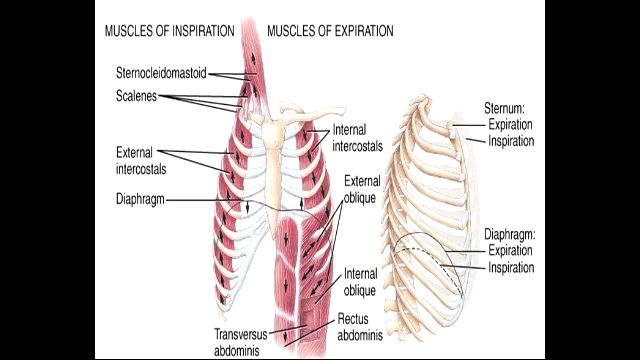 MUSCLES OF INSPIRATION
MUSCLES OF EXPIRATION
Sternocleidomastoid
Scalenes
External
intercostals
Diaphragm
Internal
intercostals
External
oblique
Internal
oblique
Rectus
abdominis
Transversus
abdominis
Sternum:
Expiration
Inspiration
Diaphragm:
Expiration
Inspiration